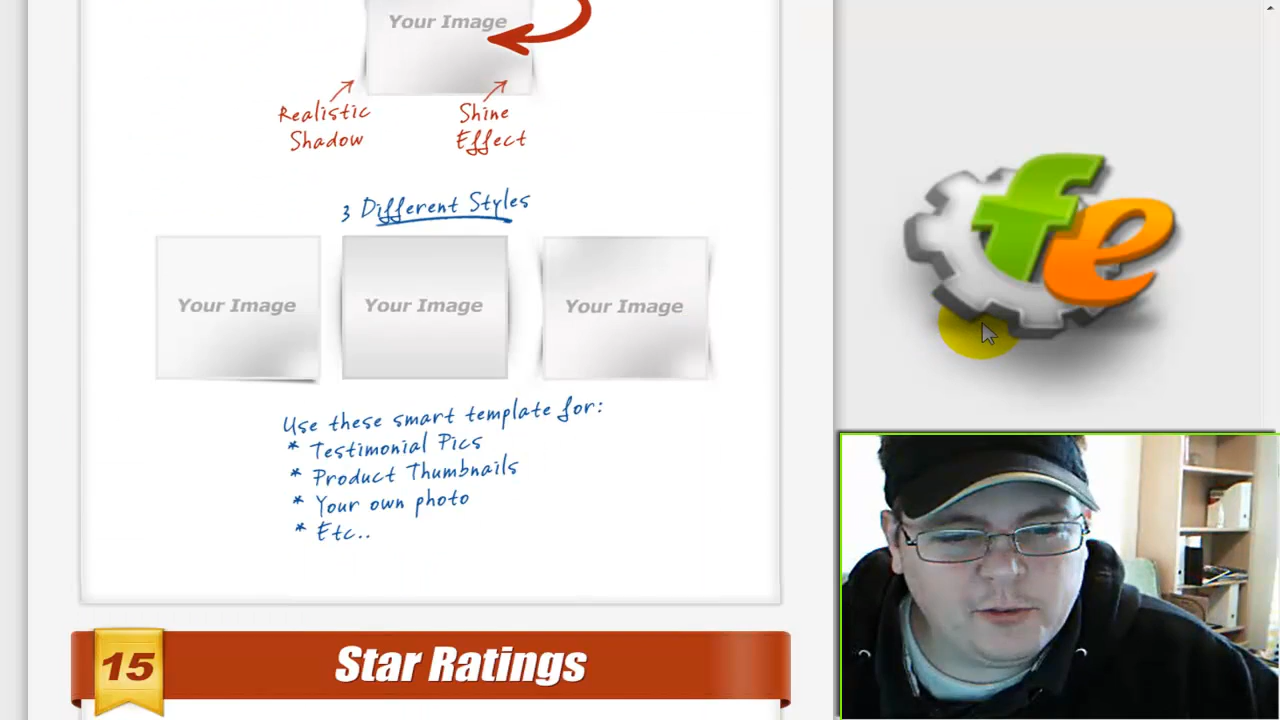 Your Image
Realistic
Shadow
Shine
Effect
3 Different Styles
Your Image
Your Image
Your Image
Use these smart template for:
* Testimonial Pics
* Product Thumbnails
* Your own photo
* Etc..
fe
15
Star Ratings